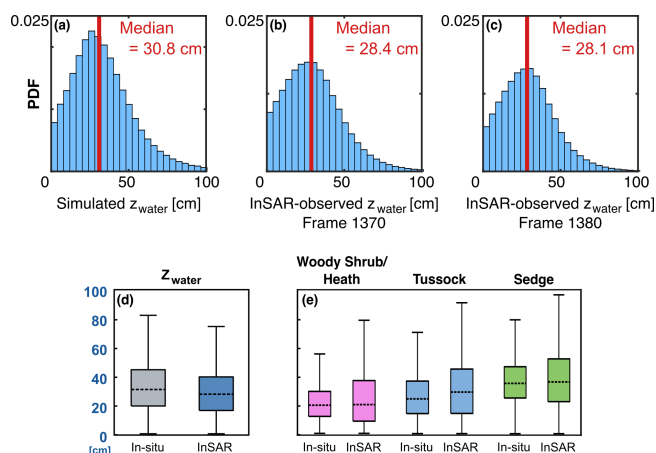 0.025
(a)
Median
= 30.8 cm
PDF
0
50
100
Simulated z_water [cm]
0.025
(b)
Median
= 28.4 cm
0
50
100
InSAR-observed z_water [cm]
Frame 1370
0.025
(c)
Median
= 28.1 cm
0
50
100
InSAR-observed z_water [cm]
Frame 1380
z_water
(d)
100
80
60
40
20
0
[cm]
In-situ
InSAR
Woody Shrub/
Heath
Tussock
Sedge
(e)
In-situ
InSAR
In-situ
InSAR
In-situ
InSAR